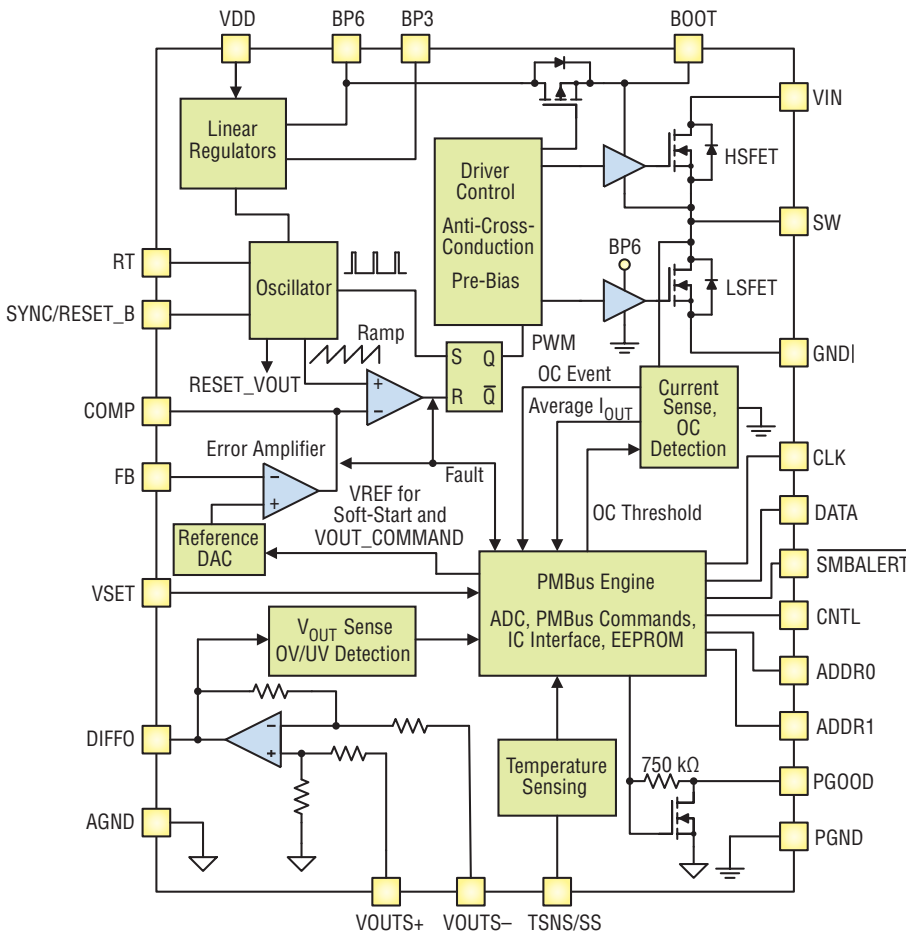 VDD
BP6
BP3
BOOT
VIN
Linear
Regulators
HSFET
Driver
Control
Anti-Cross-
Conduction
Pre-Bias
SW
BP6
LSFET
RT
Oscillator
SYNC/RESET_B
Ramp
PWM
S Q
R Q̅
GND|
RESET_VOUT
OC Event
Current
Sense,
OC
Detection
COMP
+
−
Average I_OUT
Error Amplifier
CLK
FB
−
+
Fault
VREF for
Soft-Start and
VOUT_COMMAND
OC Threshold
DATA
Reference
DAC
SMBALERT
PMBus Engine
ADC, PMBus Commands,
IC Interface, EEPROM
VSET
CNTL
V_OUT Sense
OV/UV Detection
ADDR0
DIFFO
−
+
ADDR1
Temperature
Sensing
750 kΩ
PGOOD
AGND
PGND
VOUTS+
VOUTS–
TSNS/SS